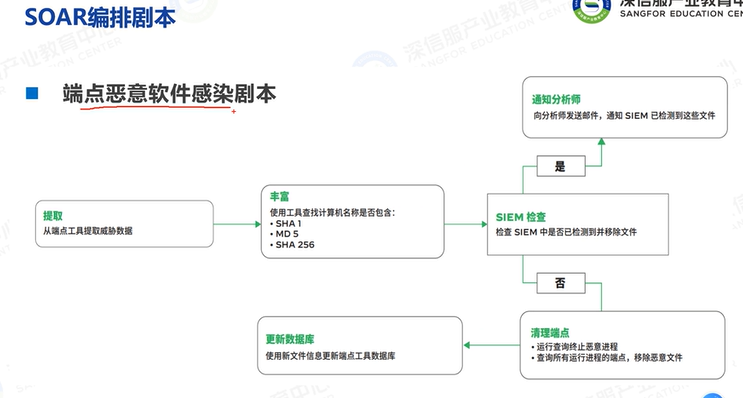 SOAR编排剧本
深信服产业教育中
SANGFOR EDUCATION CEN
端点恶意软件感染剧本
通知分析师
向分析师发送邮件，通知 SIEM 已检测到这些文件
是
提取
从端点工具提取威胁数据
丰富
使用工具查找计算机名称是否包含：
• SHA 1
• MD 5
• SHA 256
SIEM 检查
检查 SIEM 中是否已检测到并移除文件
否
清理端点
• 运行查询终止恶意进程
• 查询所有运行进程的端点，移除恶意文件
更新数据库
使用新文件信息更新端点工具数据库